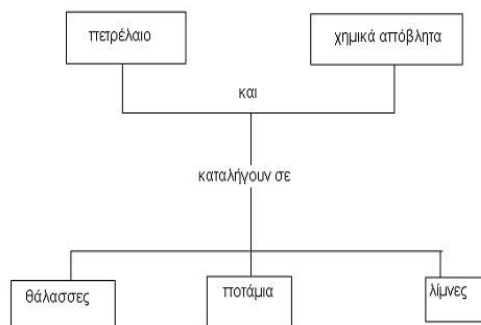 πετρέλαιο
χημικά απόβλητα
και
καταλήγουν σε
θάλασσες
ποτάμια
λίμνες